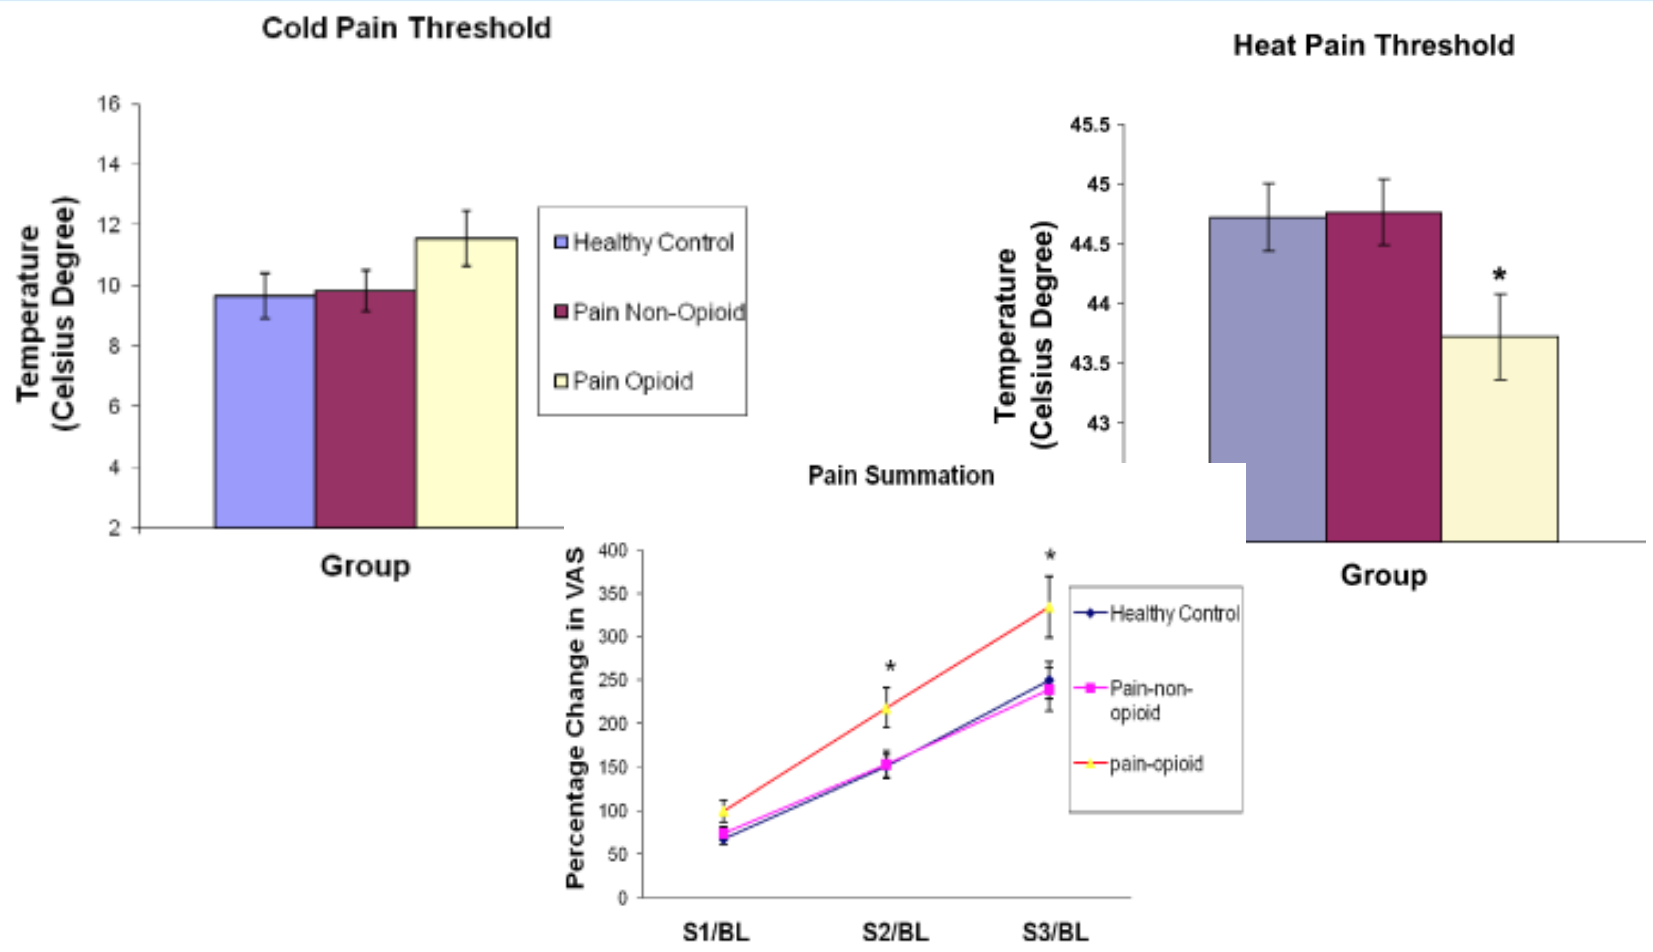 Cold Pain Threshold
16
14
12
10
8
6
4
2
Temperature
(Celsius Degree)
Group
Healthy Control
Pain Non-Opioid
Pain Opioid
Heat Pain Threshold
45.5
45
44.5
44
43.5
43
Temperature
(Celsius Degree)
*
Group
Pain Summation
400
350
300
250
200
150
100
50
0
Percentage Change in VAS
*
*
S1/BL
S2/BL
S3/BL
Healthy Control
Pain-non-
opioid
pain-opioid